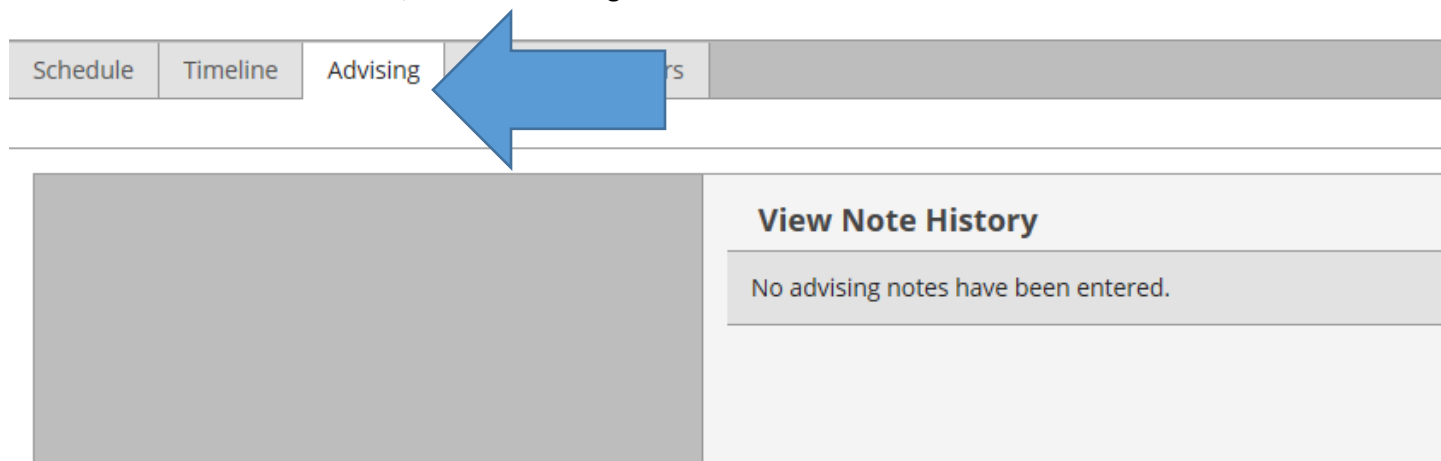 Schedule Timeline Advising
View Note History
No advising notes have been entered.